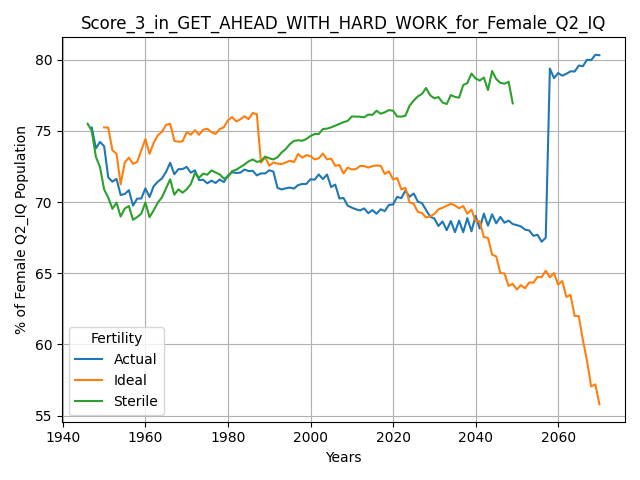 Score_3_in_GET_AHEAD_WITH_HARD_WORK_for_Female_Q2_IQ
% of Female Q2_IQ Population
80
75
70
65
60
55
Fertility
Actual
Ideal
Sterile
1940 1960 1980 2000 2020 2040 2060
Years